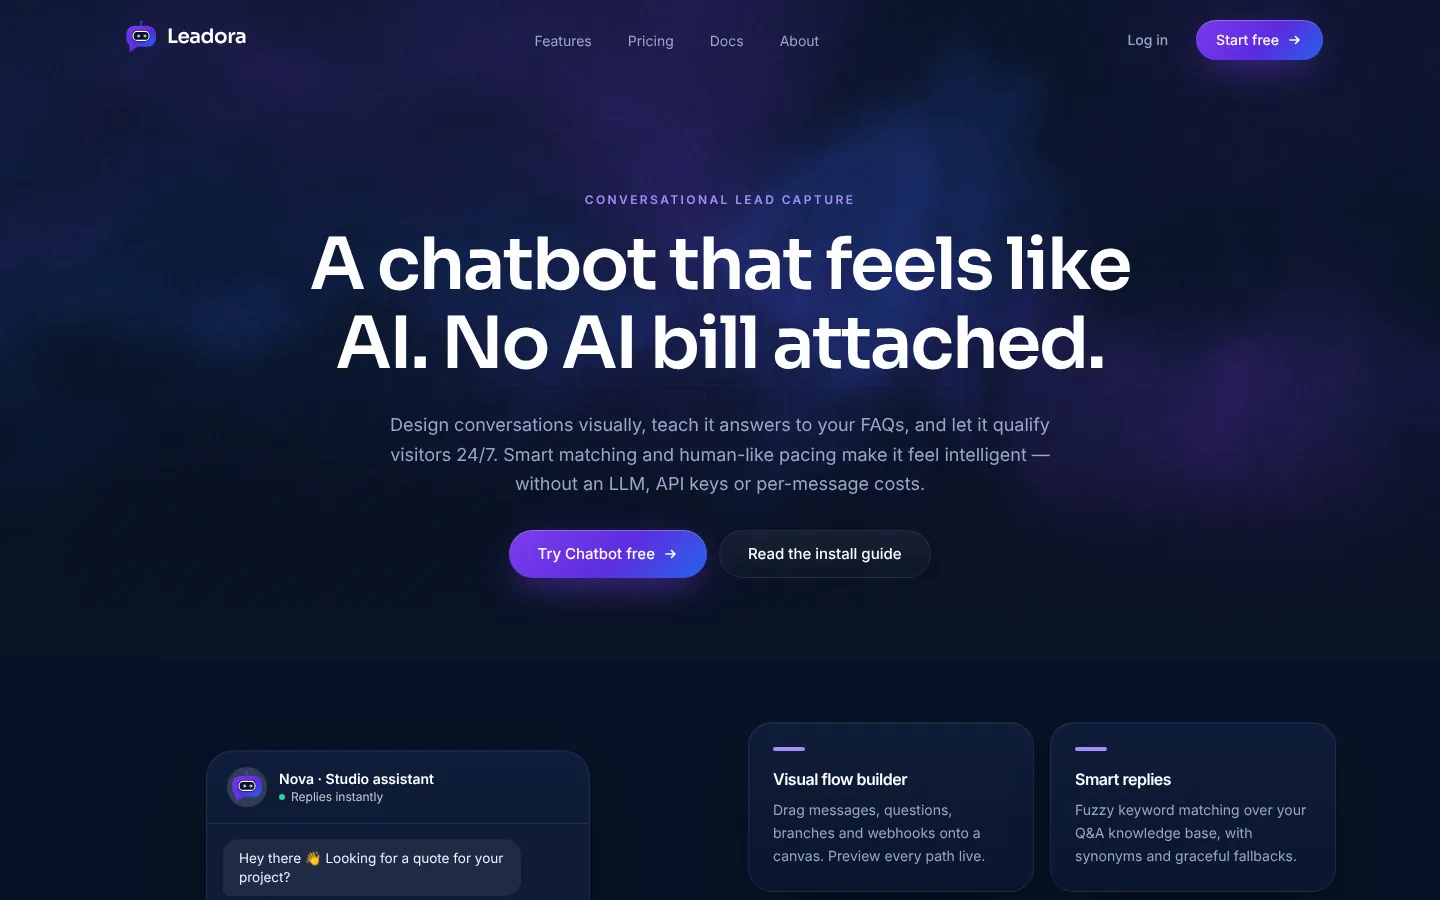 Leadora
Features
Pricing
Docs
About
Log in
Start free →
CONVERSATIONAL LEAD CAPTURE
A chatbot that feels like
AI. No AI bill attached.
Design conversations visually, teach it answers to your FAQs, and let it qualify
visitors 24/7. Smart matching and human-like pacing make it feel intelligent —
without an LLM, API keys or per-message costs.
Try Chatbot free →
Read the install guide
Nova · Studio assistant
Replies instantly
Hey there 👋 Looking for a quote for your
project?
Visual flow builder
Drag messages, questions,
branches and webhooks onto a
canvas. Preview every path live.
Smart replies
Fuzzy keyword matching over your
Q&A knowledge base, with
synonyms and graceful fallbacks.